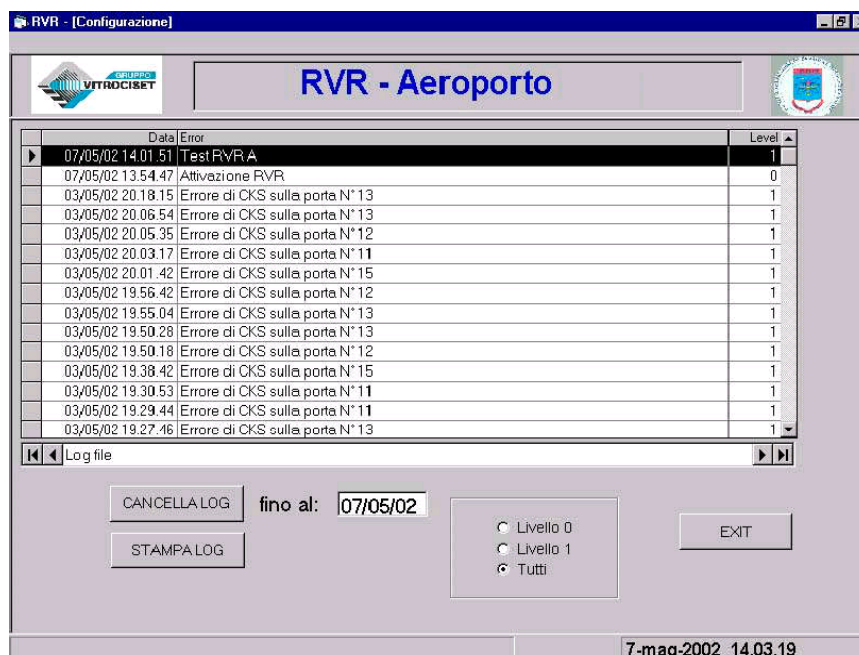 RVR - [Configurazione]
GRUPPO
VITROCISET
RVR - Aeroporto
Data Error Level
07/05/02 14.01.51 Test RVR A 1
07/05/02 13.54.47 Attivazione RVR 0
03/05/02 20.18.15 Errore di CKS sulla porta N°13 1
03/05/02 20.06.54 Errore di CKS sulla porta N°13 1
03/05/02 20.05.35 Errore di CKS sulla porta N°12 1
03/05/02 20.03.17 Errore di CKS sulla porta N°11 1
03/05/02 20.01.42 Errore di CKS sulla porta N°15 1
03/05/02 19.56.42 Errore di CKS sulla porta N°12 1
03/05/02 19.55.04 Errore di CKS sulla porta N°13 1
03/05/02 19.50.28 Errore di CKS sulla porta N°13 1
03/05/02 19.50.18 Errore di CKS sulla porta N°12 1
03/05/02 19.38.42 Errore di CKS sulla porta N°15 1
03/05/02 19.30.53 Errore di CKS sulla porta N°11 1
03/05/02 19.29.44 Errore di CKS sulla porta N°11 1
03/05/02 19.27.46 Errore di CKS sulla porta N°13 1
Log file
CANCELLA LOG fino al: 07/05/02
STAMPA LOG
Livello 0
Livello 1
Tutti
EXIT
7-mag-2002 14.03.19